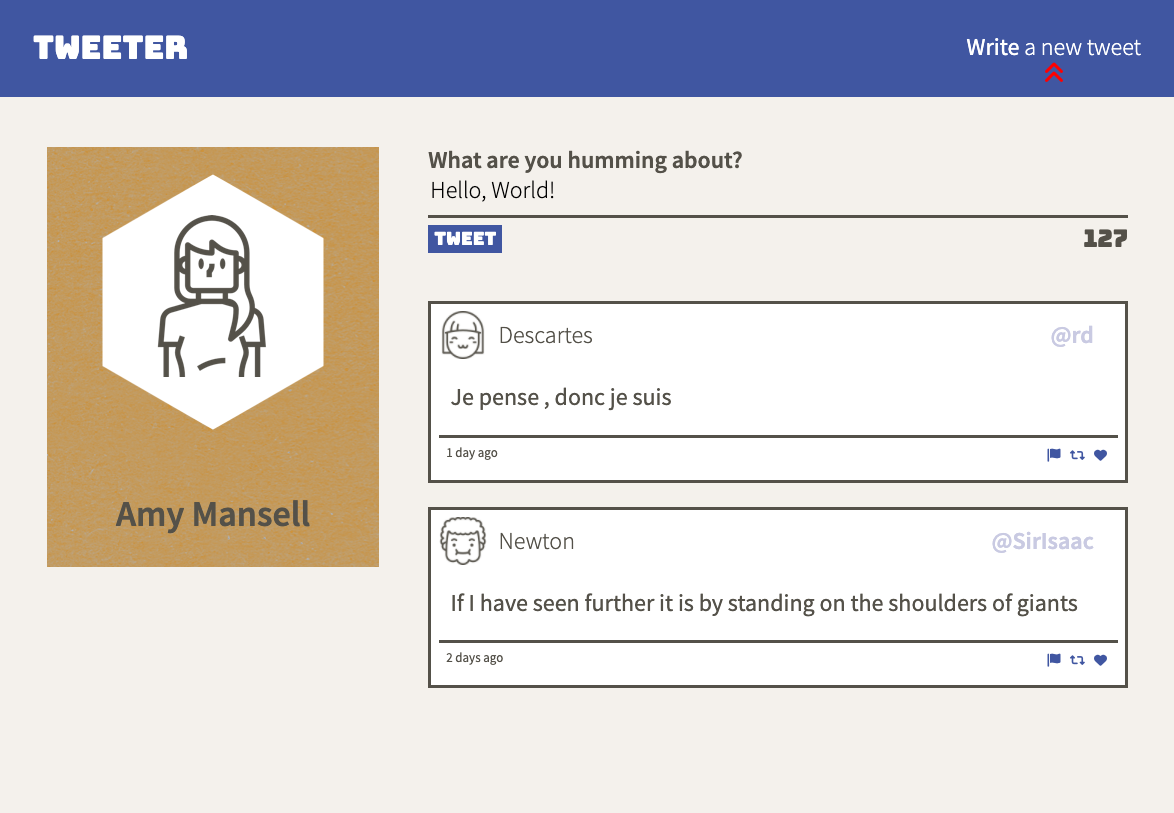 TWEETER
Write a new tweet
What are you humming about?
Hello, World!
TWEET
127
Amy Mansell
Descartes
@rd
Je pense , donc je suis
1 day ago
Newton
@SirIsaac
If I have seen further it is by standing on the shoulders of giants
2 days ago